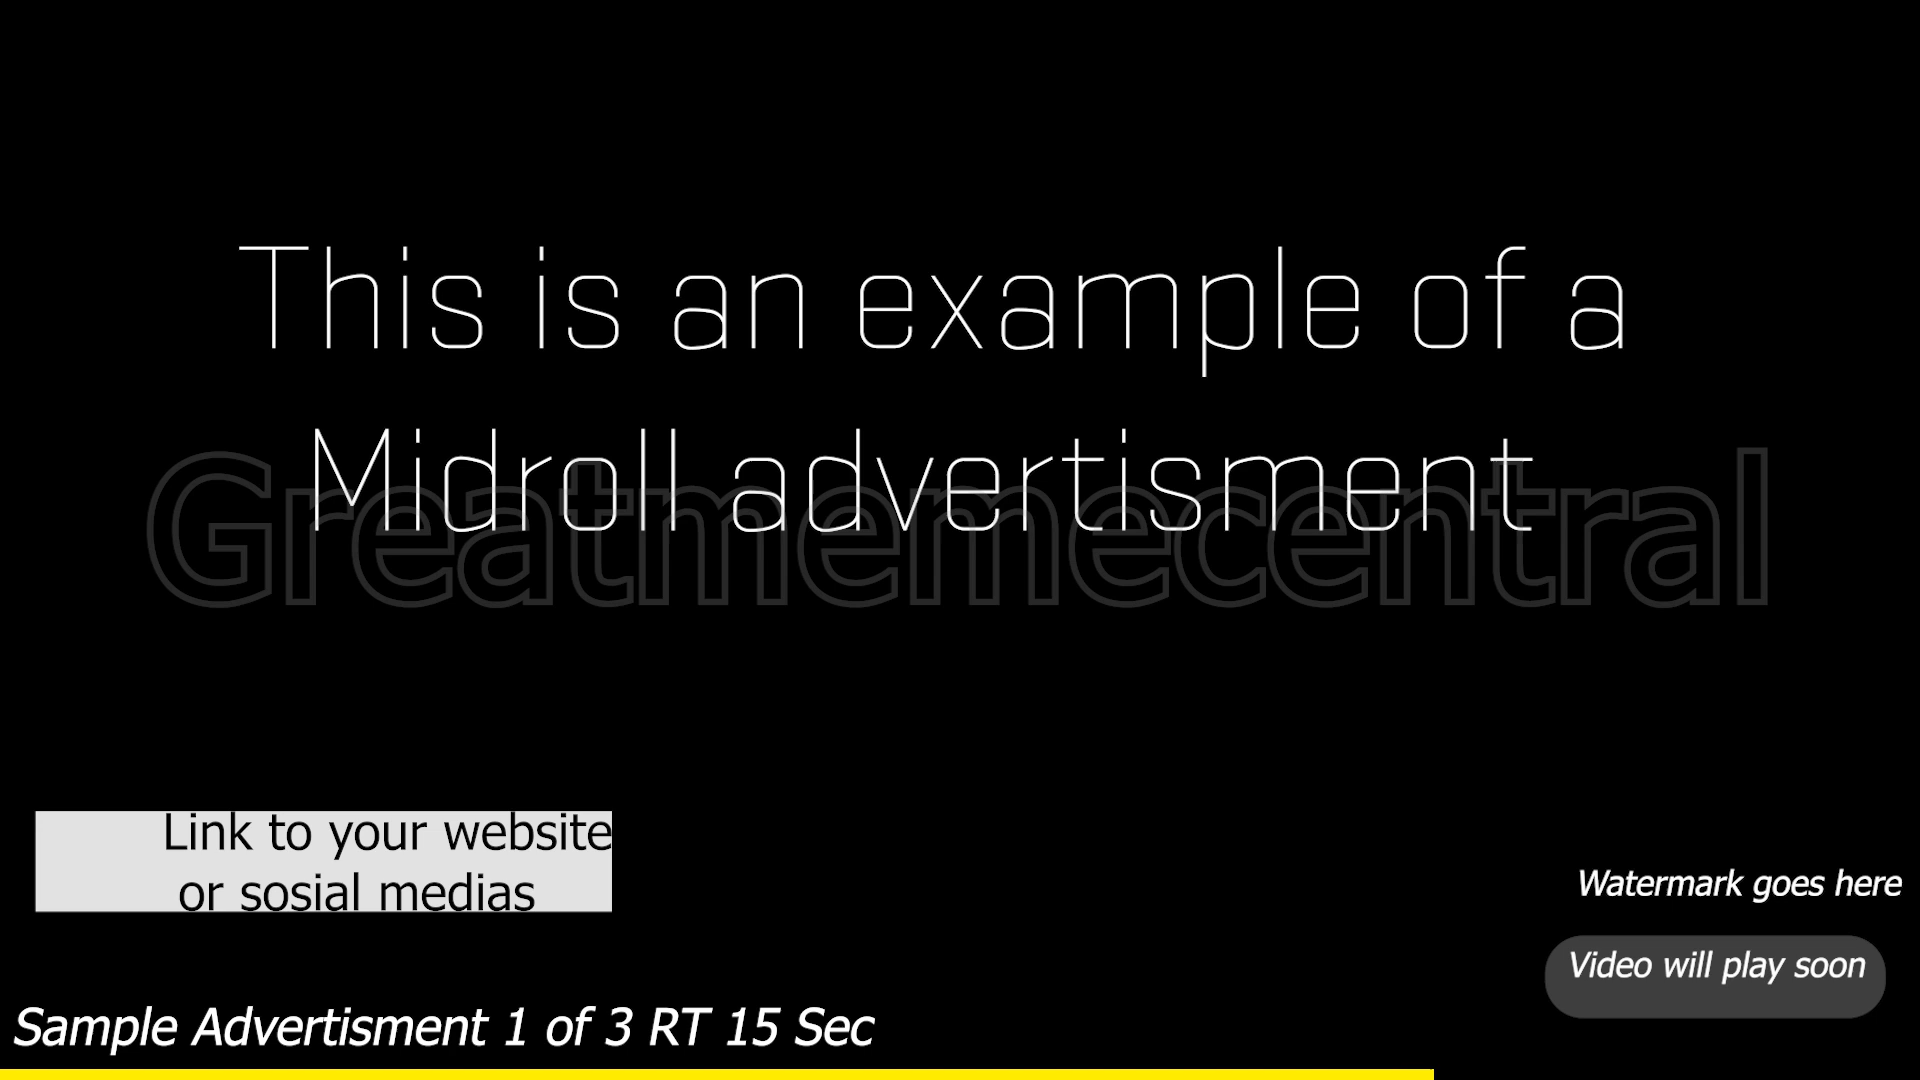 This is an example of a
Midroll advertisment
Greatmemecentral
Link to your website
or sosial medias
Watermark goes here
Video will play soon
Sample Advertisment 1 of 3 RT 15 Sec